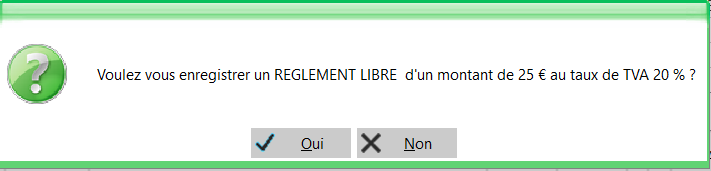 Voulez vous enregistrer un REGLEMENT LIBRE  d'un montant de 25 € au taux de TVA 20 % ?
Oui
Non